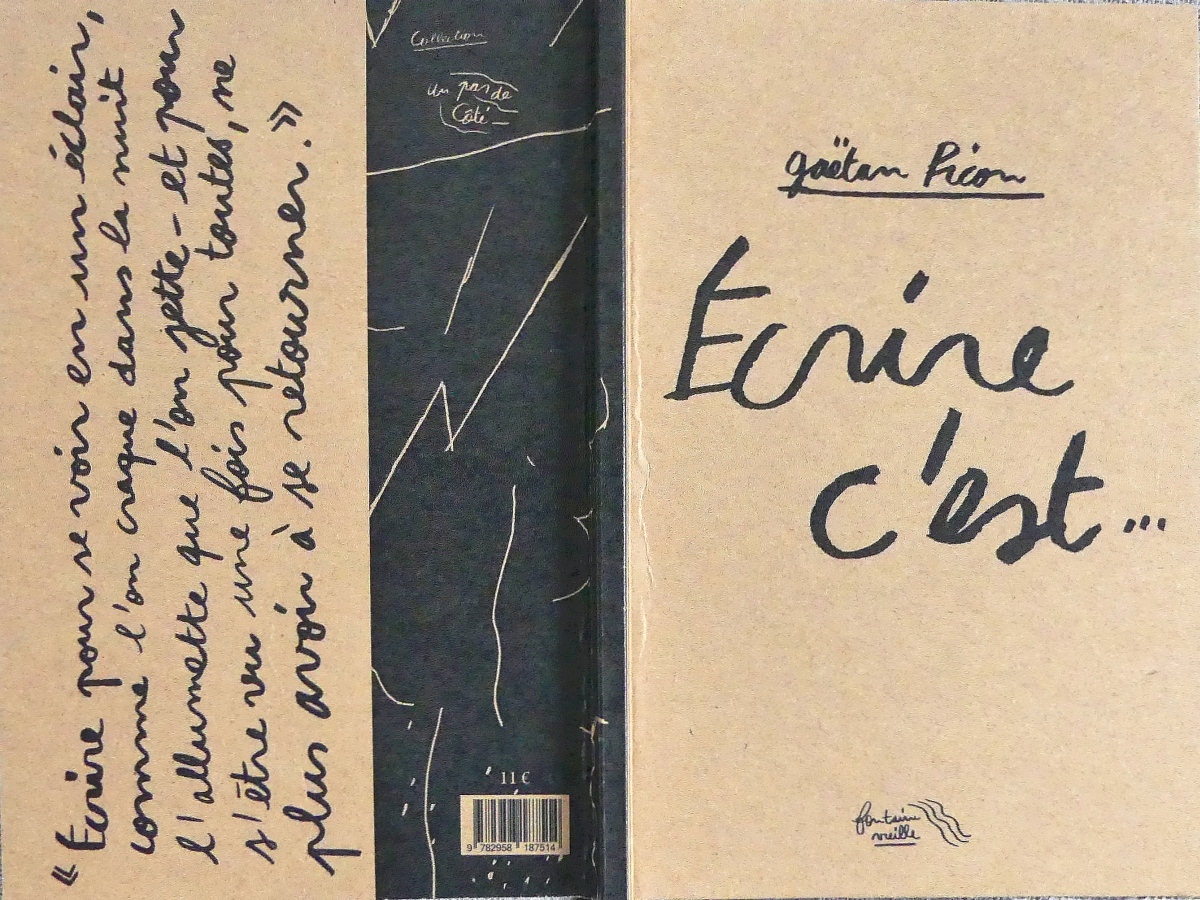 « Écrire pour se voir en un éclair,
comme l'on craque dans la nuit
l'allumette que l'on jette - et pour
s'être vu une fois pour toutes, ne
plus avoir à se retourner. »
Collection
un pas de
Côté
11 €
9 782958 187514
gaëtan Picon
Ecrire
c'est...
fontaine
vieille